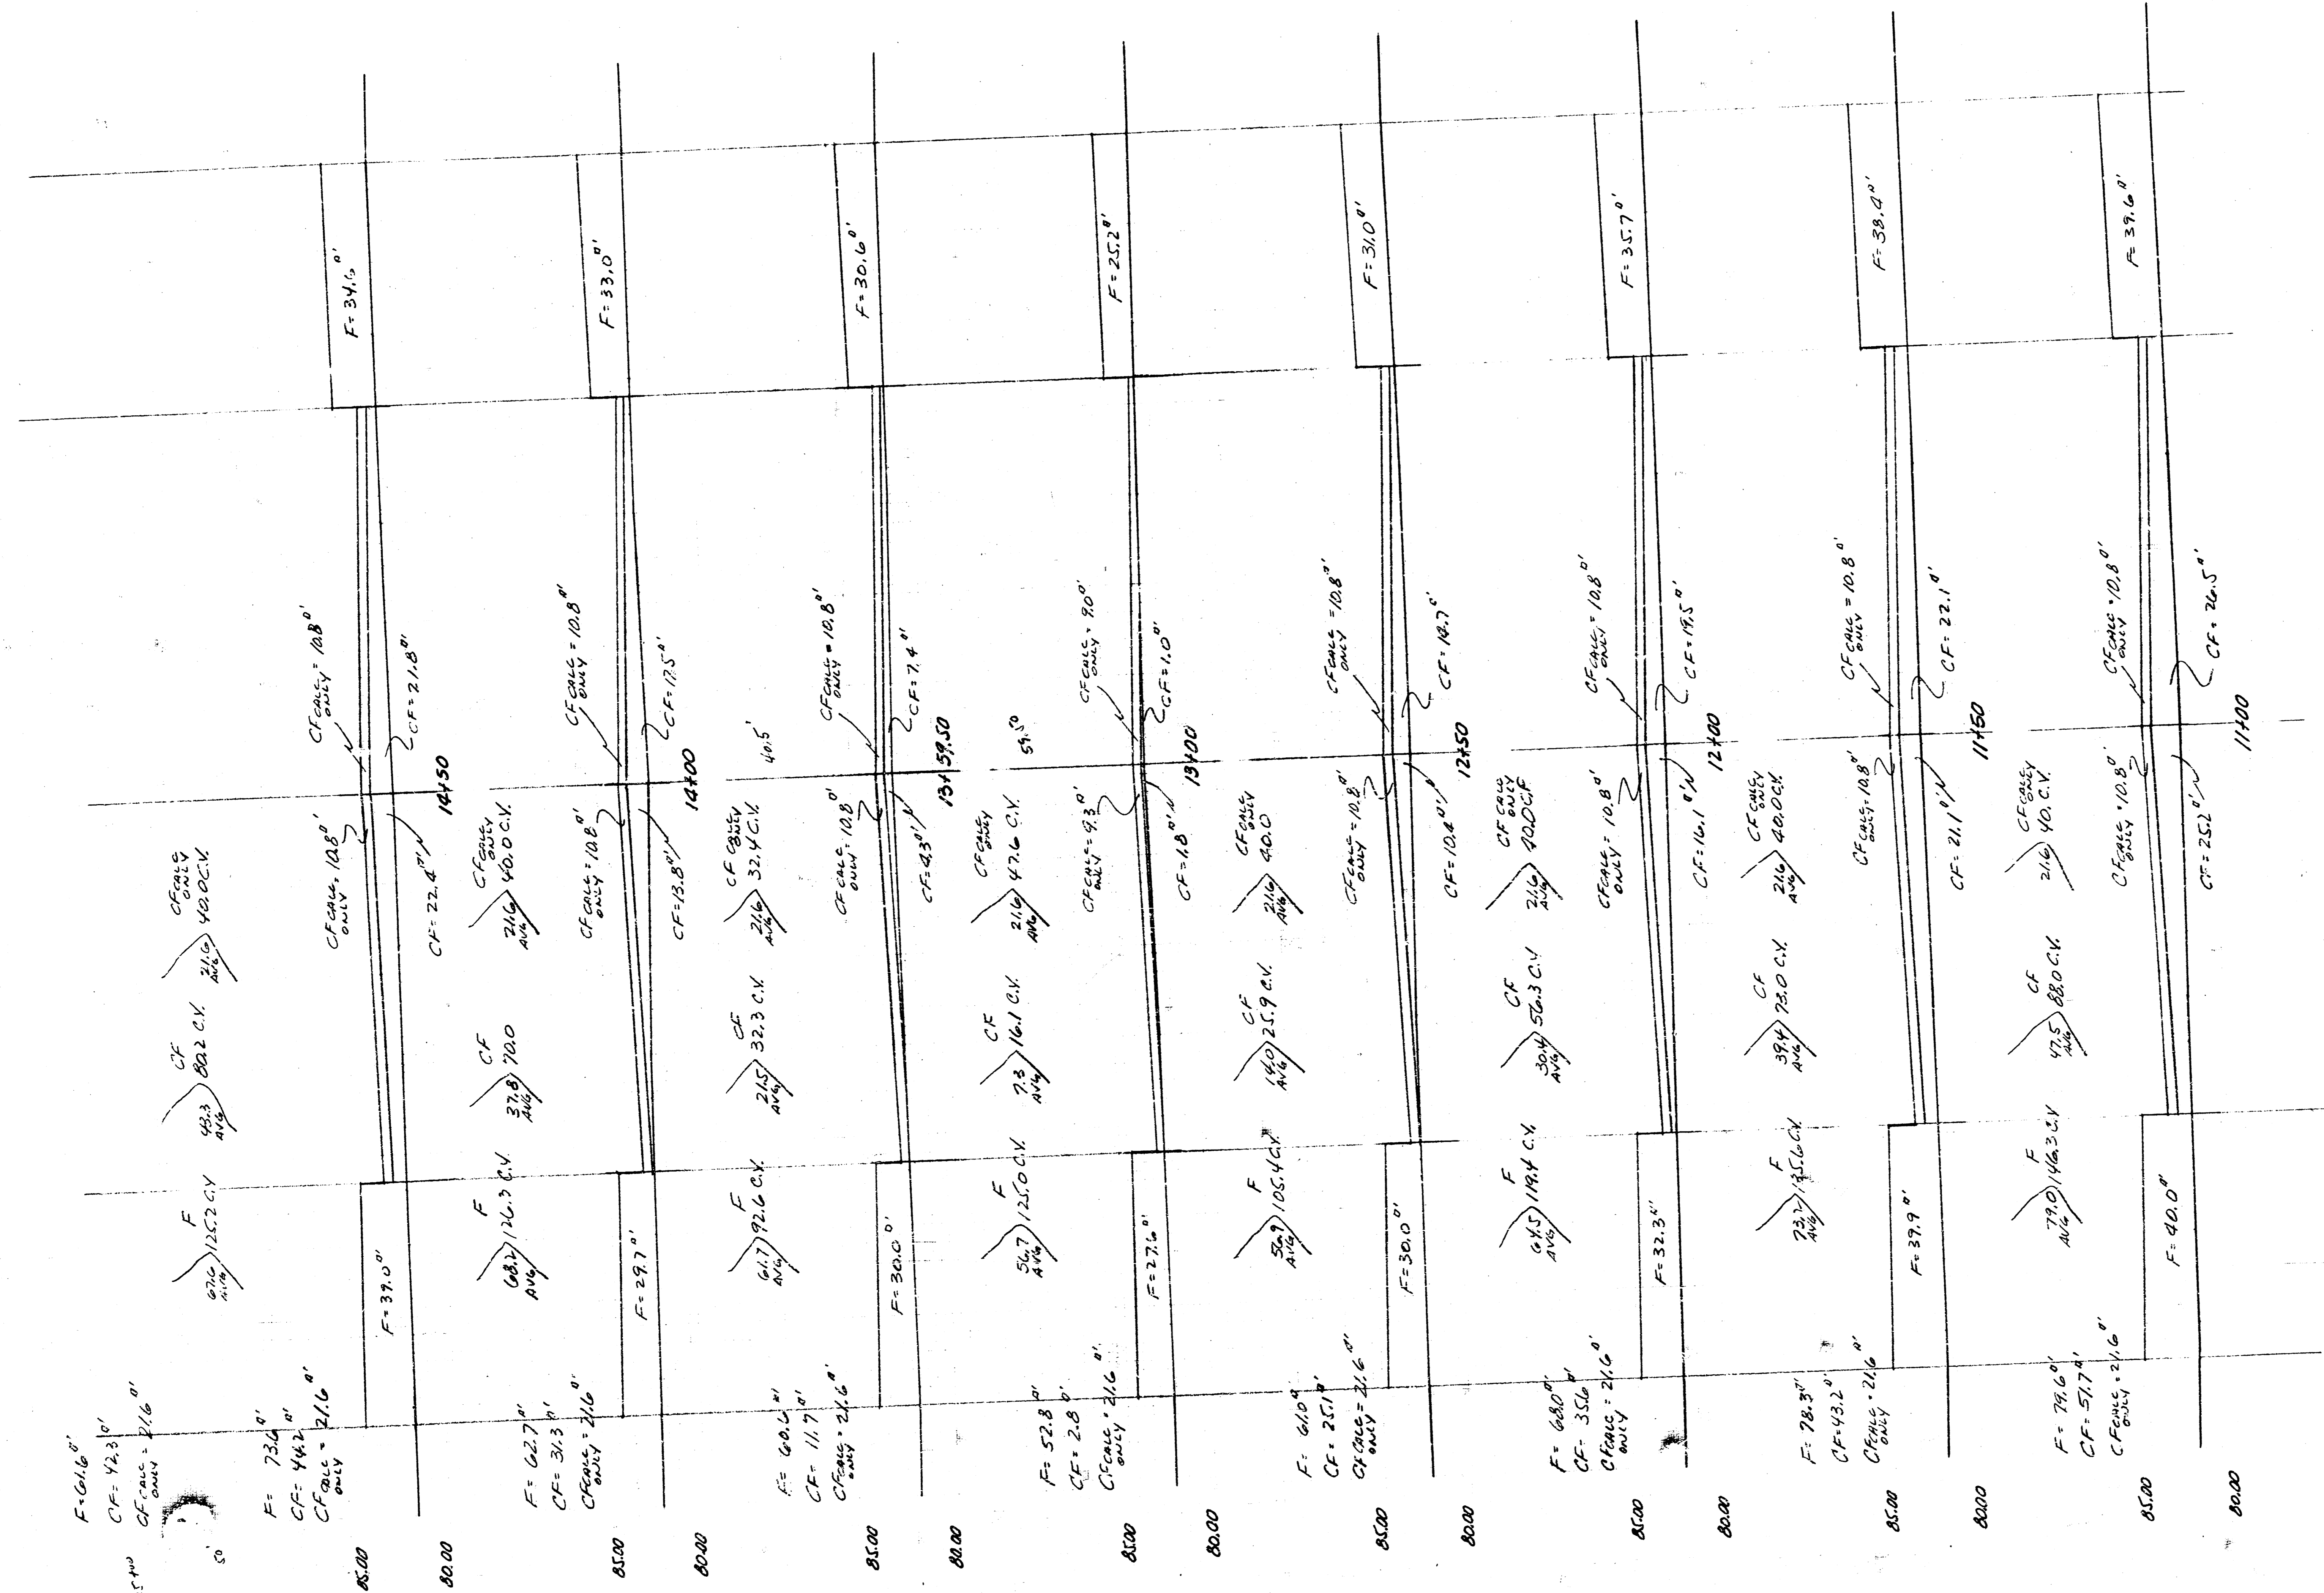 F=61.6 □'
CF= 42.3 □'
CF CALC = 21.6 □'
ONLY
50'
67.6 AVG
F
125.2 C.Y.
43.3 AVG
CF
80.2 C.Y.
21.6 AVG
CF CALC
ONLY
40.0 C.Y.
F= 73.6 □'
CF= 44.2 □'
CF CALC = 21.6 □'
ONLY
85.00
80.00
F=39.0 □'
CF CALC = 10.8 □'
ONLY
CF CALC = 10.8 □'
ONLY
CF=22.4 □'
CF=21.8 □'
F=34.6 □'
14+50
68.2 AVG
F
126.3 C.Y.
37.8 AVG
CF
70.0
21.6 AVG
CF CALC
ONLY
40.0 C.Y.
F= 62.7 □'
CF= 31.3 □'
CF CALC = 21.6 □'
ONLY
85.00
80.00
F=29.7 □'
CF CALC = 10.8 □'
ONLY
CF CALC = 10.8 □'
ONLY
CF=13.8 □'
CF=17.5 □'
F=33.0 □'
14+00
61.7 AVG
F
92.6 C.Y.
21.5 AVG
CF
32.3 C.Y.
21.6 AVG
CF CALC
ONLY
32.4 C.Y.
40.5'
F= 60.6 □'
CF= 11.7 □'
CF CALC = 21.6 □'
ONLY
85.00
80.00
F=30.0 □'
CF CALC = 10.8 □'
ONLY
CF CALC = 10.8 □'
ONLY
CF=4.3 □'
CF=7.4 □'
F=30.6 □'
13+59.50
56.7 AVG
F
125.0 C.Y.
7.3 AVG
CF
16.1 C.Y.
21.6 AVG
CF CALC
ONLY
47.6 C.Y.
59.50
F= 52.8 □'
CF= 2.8 □'
CF CALC = 21.6 □'
ONLY
85.00
80.00
F=27.6 □'
CF CALC = 9.3 □'
ONLY
CF CALC = 9.0 □'
ONLY
CF=1.8 □'
CF=1.0 □'
F=25.2 □'
13+00
56.9 AVG
F
105.4 C.Y.
14.0 AVG
CF
25.9 C.Y.
21.6 AVG
CF CALC
ONLY
40.0
F= 61.0 □'
CF= 25.1 □'
CF CALC = 21.6 □'
ONLY
85.00
80.00
F=30.0 □'
CF CALC = 10.8 □'
ONLY
CF CALC = 10.8 □'
ONLY
CF=10.4 □'
CF=14.7 □'
F=31.0 □'
12+50
64.5 AVG
F
119.4 C.Y.
30.4 AVG
CF
56.3 C.Y
21.6 AVG
CF CALC
ONLY
40.0 C.F
F= 68.0 □'
CF= 35.6 □'
CF CALC = 21.6 □'
ONLY
85.00
80.00
F=32.3 □'
CF CALC = 10.8 □'
ONLY
CF CALC = 10.8 □'
ONLY
CF=16.1 □'
CF=19.5 □'
F=35.7 □'
12+00
73.2 AVG
F
135.6 C.Y.
39.4 AVG
CF
73.0 C.Y.
21.6 AVG
CF CALC
ONLY
40.0 C.Y.
F= 78.3 □'
CF=43.2 □'
CF CALC = 21.6 □'
ONLY
85.00
80.00
F=39.9 □'
CF CALC = 10.8 □'
ONLY
CF CALC = 10.8 □'
ONLY
CF=21.1 □'
CF=22.1 □'
F=38.4 □'
11+50
79.0 AVG
F
146.3 C.Y
47.5 AVG
CF
88.0 C.Y.
21.6
CF CALC
ONLY
40. C.Y.
F= 79.6 □'
CF= 51.7 □'
CF CALC = 21.6 □'
ONLY
85.00
80.00
F=40.0 □'
CF CALC = 10.8 □'
ONLY
CF CALC = 10.8 □'
ONLY
CF=25.2 □'
CF=26.5 □'
F=39.6 □'
11+00